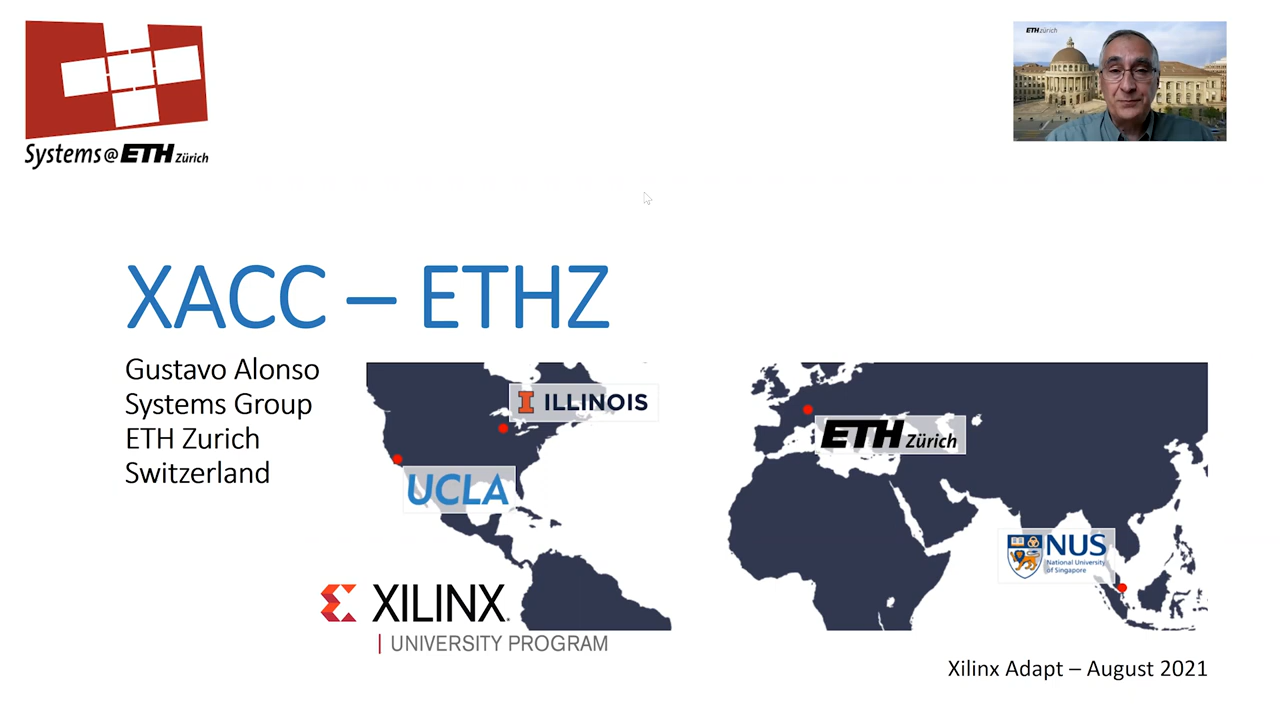 Systems@ETH Zürich
ETH zürich
XACC – ETHZ
Gustavo Alonso
Systems Group
ETH Zurich
Switzerland
ILLINOIS
UCLA
ETH Zürich
NUS
National University
of Singapore
XILINX
UNIVERSITY PROGRAM
Xilinx Adapt – August 2021